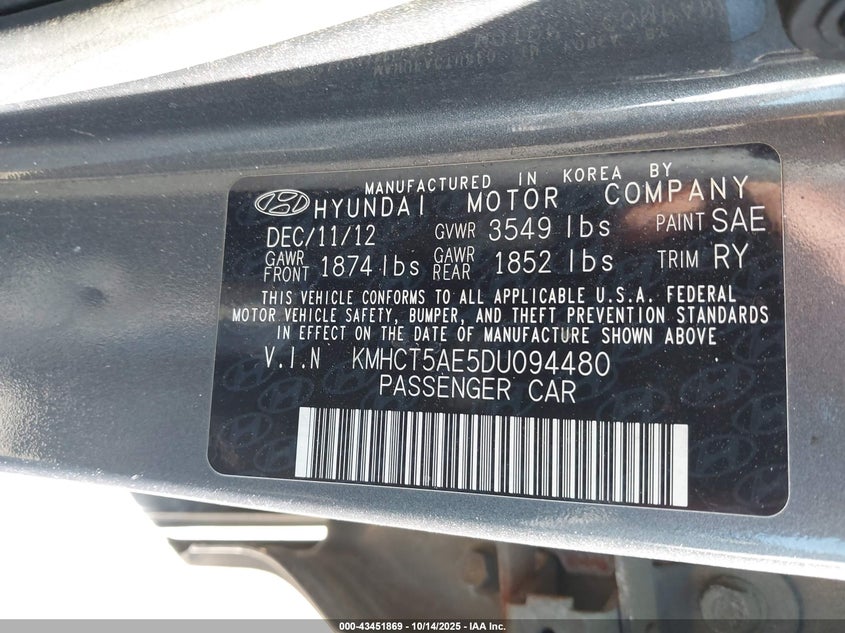 MANUFACTURED IN KOREA BY
HYUNDAI MOTOR COMPANY
DEC/11/12 GVWR 3549 lbs PAINT SAE
GAWR FRONT 1874 lbs GAWR REAR 1852 lbs TRIM RY
THIS VEHICLE CONFORMS TO ALL APPLICABLE U.S.A. FEDERAL
MOTOR VEHICLE SAFETY, BUMPER, AND THEFT PREVENTION STANDARDS
IN EFFECT ON THE DATE OF MANUFACTURE SHOWN ABOVE
V.I.N KMHCT5AE5DU094480
PASSENGER CAR
000-43451869 - 10/14/2025 - IAA Inc.